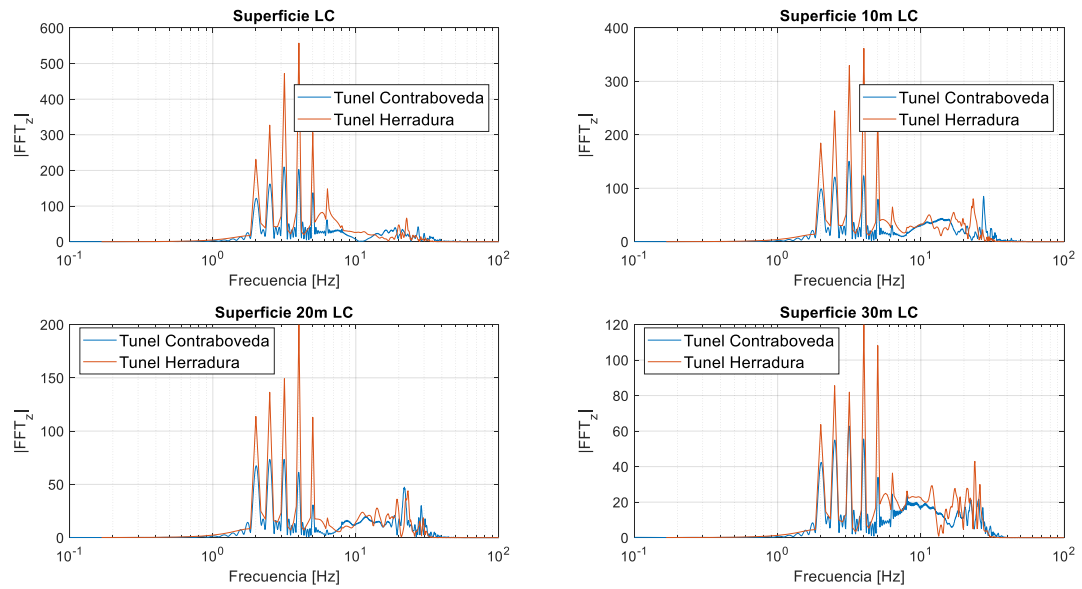 Superficie LC
600
500
400
300
200
100
0
|FFT_z|
Tunel Contraboveda
Tunel Herradura
10^-1
10^0
10^1
10^2
Frecuencia [Hz]
Superficie 10m LC
400
300
200
100
0
|FFT_z|
Tunel Contraboveda
Tunel Herradura
10^-1
10^0
10^1
10^2
Frecuencia [Hz]
Superficie 20m LC
200
150
100
50
0
|FFT_z|
Tunel Contraboveda
Tunel Herradura
10^-1
10^0
10^1
10^2
Frecuencia [Hz]
Superficie 30m LC
120
100
80
60
40
20
0
|FFT_z|
Tunel Contraboveda
Tunel Herradura
10^-1
10^0
10^1
10^2
Frecuencia [Hz]